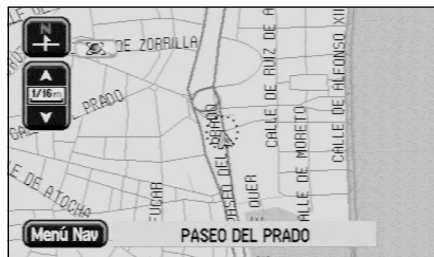 N
DE ZORRILLA
1/16m
PRADO
CALLE DE RUIZ DE A
CALLE DE ALFONSO XII
PASEO DEL PRADO
CALLE DE MORETO
LE DE ATOCHA
Menú Nav
PASEO DEL PRADO